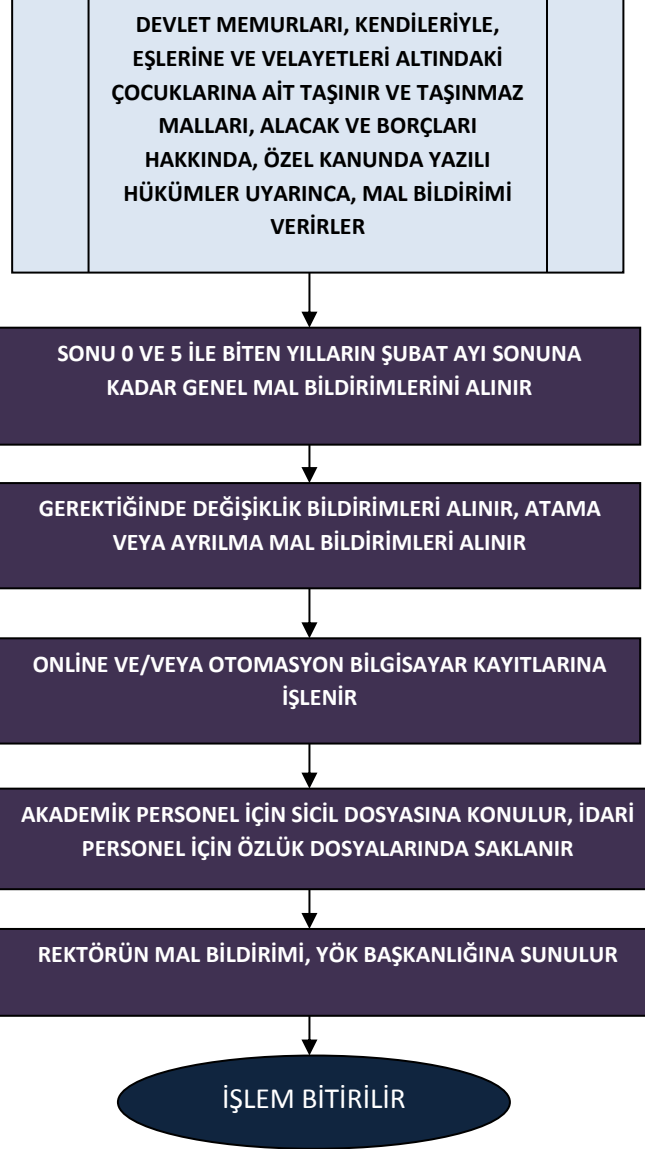 DEVLET MEMURLARI, KENDİLERİYLE,
EŞLERİNE VE VELAYETLERİ ALTINDAKİ
ÇOCUKLARINA AİT TAŞINIR VE TAŞINMAZ
MALLARI, ALACAK VE BORÇLARI
HAKKINDA, ÖZEL KANUNDA YAZILI
HÜKÜMLER UYARINCA, MAL BİLDİRİMİ
VERİRLER
SONU 0 VE 5 İLE BİTEN YILLARIN ŞUBAT AYI SONUNA
KADAR GENEL MAL BİLDİRİMLERİNİ ALINIR
GEREKTİĞİNDE DEĞİŞİKLİK BİLDİRİMLERİ ALINIR, ATAMA
VEYA AYRILMA MAL BİLDİRİMLERİ ALINIR
ONLİNE VE/VEYA OTOMASYON BİLGİSAYAR KAYITLARINA
İŞLENİR
AKADEMİK PERSONEL İÇİN SİCİL DOSYASINA KONULUR, İDARİ
PERSONEL İÇİN ÖZLÜK DOSYALARINDA SAKLANIR
REKTÖRÜN MAL BİLDİRİMİ, YÖK BAŞKANLIĞINA SUNULUR
İŞLEM BİTİRİLİR